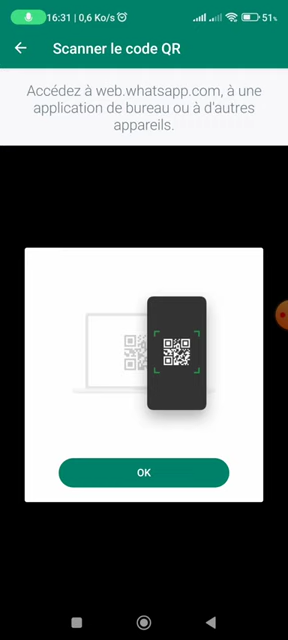 16:31 | 0,6 Ko/s
51%
Scanner le code QR
Accédez à web.whatsapp.com, à une
application de bureau ou à d'autres
appareils.
OK